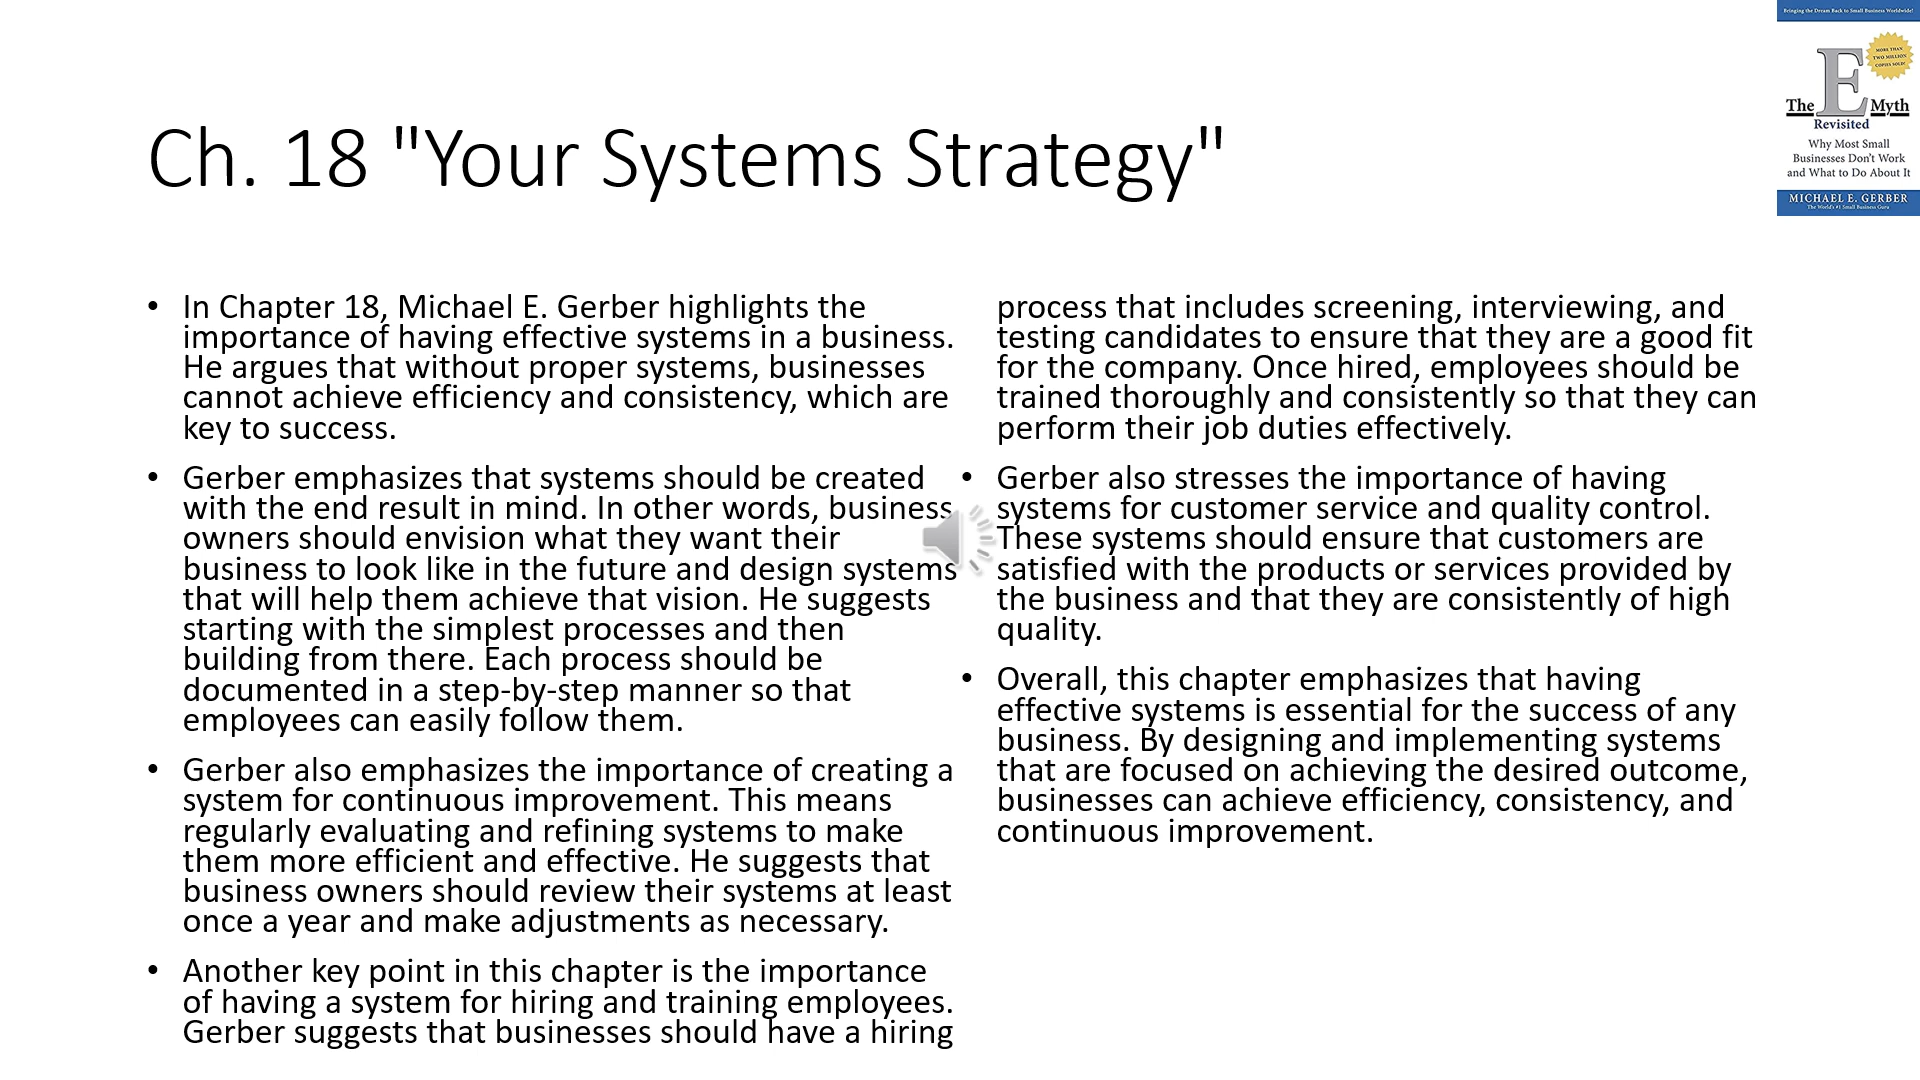 Bringing the Dream Back to Small Business Worldwide!
MORE THAN
TWO MILLION
COPIES SOLD!
The E Myth
Revisited
Why Most Small
Businesses Don't Work
and What to Do About It
MICHAEL E. GERBER
The World's #1 Small Business Guru
Ch. 18 "Your Systems Strategy"
• In Chapter 18, Michael E. Gerber highlights the
importance of having effective systems in a business.
He argues that without proper systems, businesses
cannot achieve efficiency and consistency, which are
key to success.
• Gerber emphasizes that systems should be created
with the end result in mind. In other words, business
owners should envision what they want their
business to look like in the future and design systems
that will help them achieve that vision. He suggests
starting with the simplest processes and then
building from there. Each process should be
documented in a step-by-step manner so that
employees can easily follow them.
• Gerber also emphasizes the importance of creating a
system for continuous improvement. This means
regularly evaluating and refining systems to make
them more efficient and effective. He suggests that
business owners should review their systems at least
once a year and make adjustments as necessary.
• Another key point in this chapter is the importance
of having a system for hiring and training employees.
Gerber suggests that businesses should have a hiring
process that includes screening, interviewing, and
testing candidates to ensure that they are a good fit
for the company. Once hired, employees should be
trained thoroughly and consistently so that they can
perform their job duties effectively.
• Gerber also stresses the importance of having
systems for customer service and quality control.
These systems should ensure that customers are
satisfied with the products or services provided by
the business and that they are consistently of high
quality.
• Overall, this chapter emphasizes that having
effective systems is essential for the success of any
business. By designing and implementing systems
that are focused on achieving the desired outcome,
businesses can achieve efficiency, consistency, and
continuous improvement.